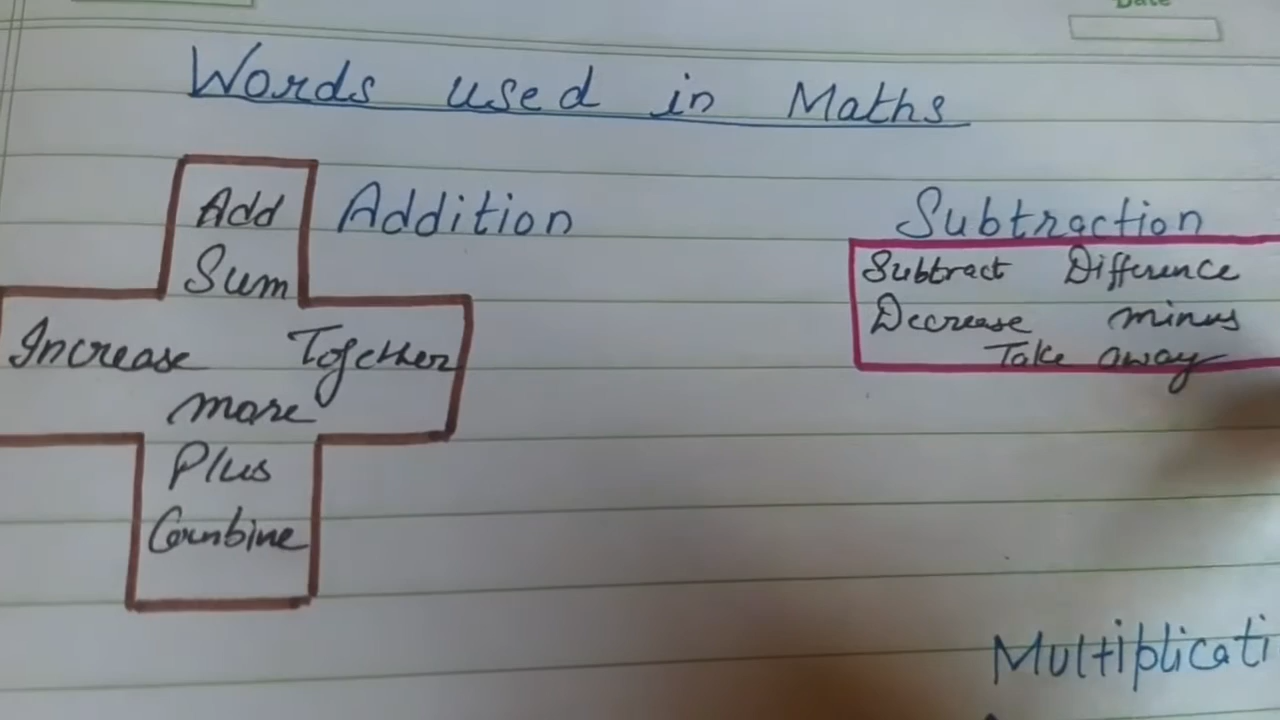 Words used in Maths
Addition
Add
Sum
Increase Together
more
Plus
Combine
Subtraction
Subtract Difference
Decrease minus
Take away
Multiplicati